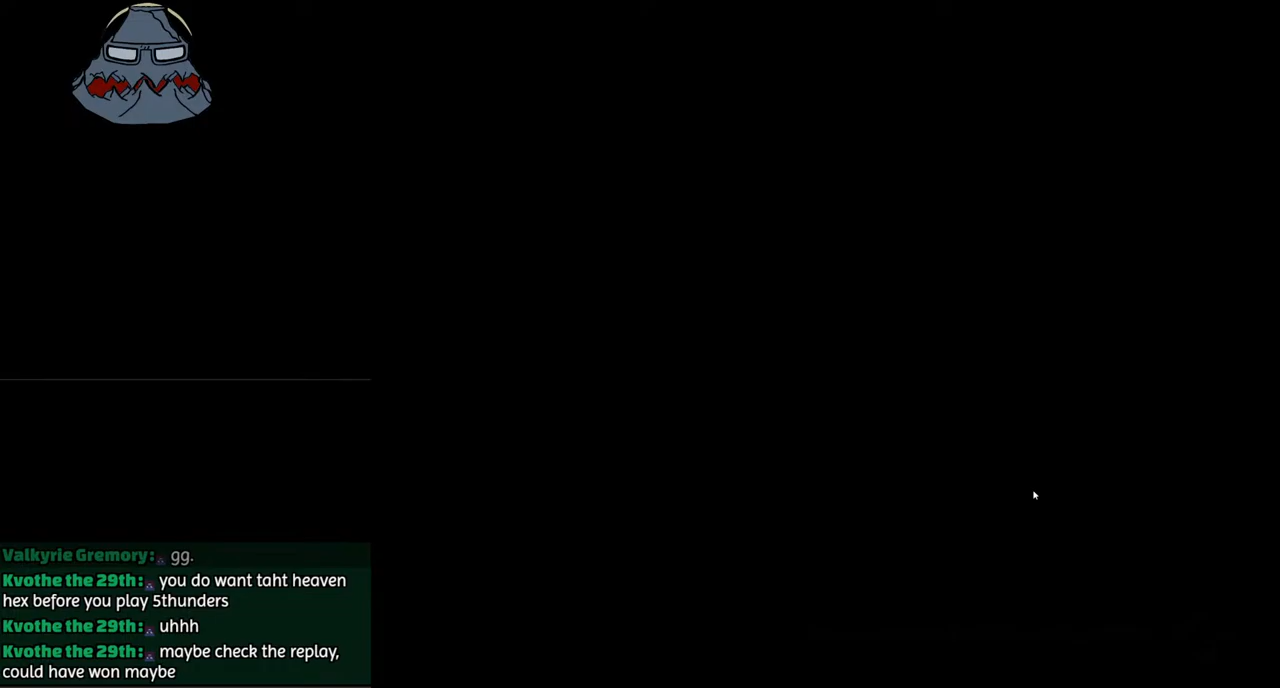 Valkyrie Gremory: gg.
Kvothe the 29th: you do want taht heaven
hex before you play 5thunders
Kvothe the 29th: uhhh
Kvothe the 29th: maybe check the replay,
could have won maybe